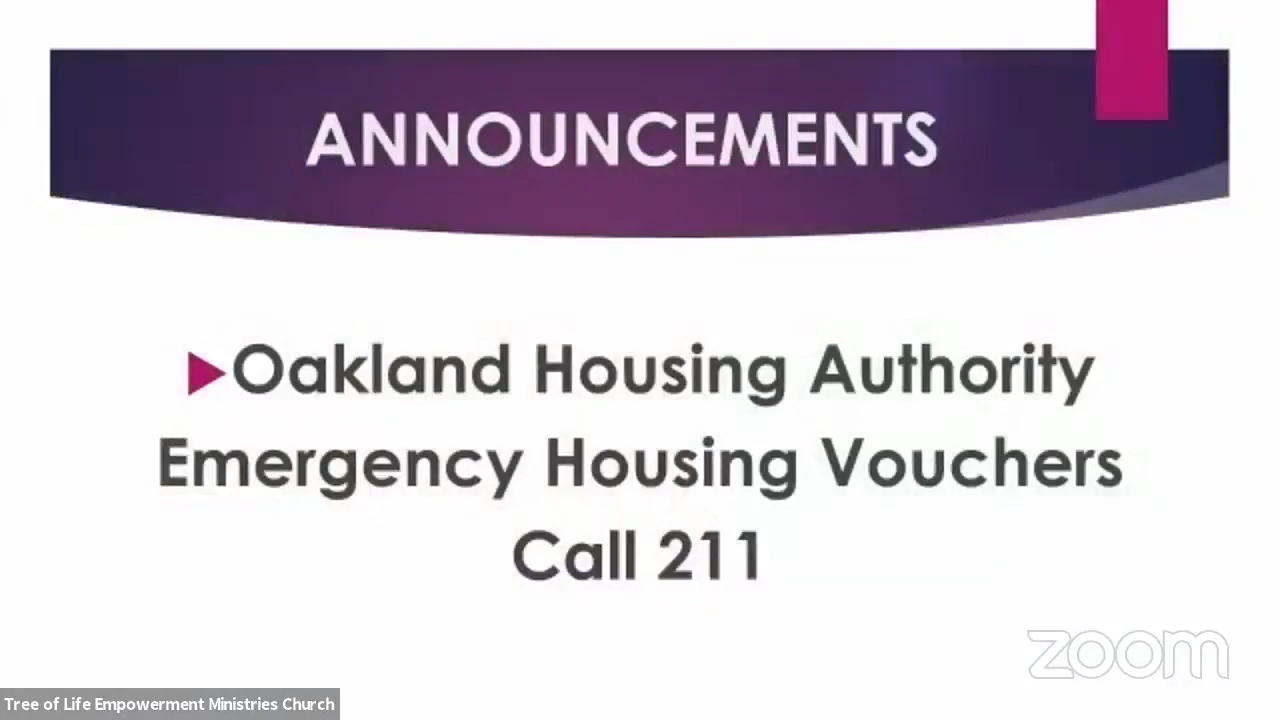 ANNOUNCEMENTS
Oakland Housing Authority
Emergency Housing Vouchers
Call 211
zoom
Tree of Life Empowerment Ministries Church